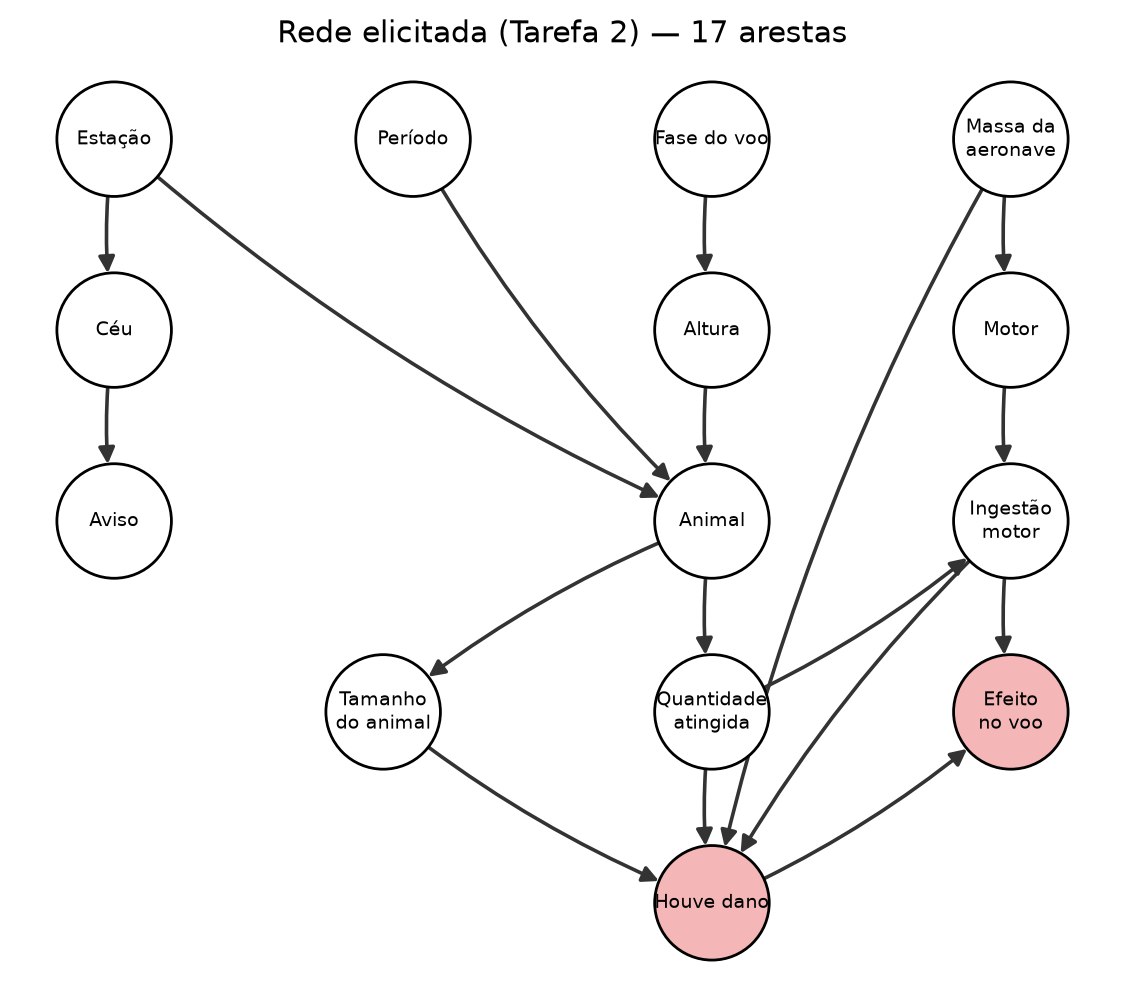 Rede elicitada (Tarefa 2) — 17 arestas
Estação
Período
Fase do voo
Massa da
aeronave
Céu
Altura
Motor
Aviso
Animal
Ingestão
motor
Tamanho
do animal
Quantidade
atingida
Efeito
no voo
Houve dano